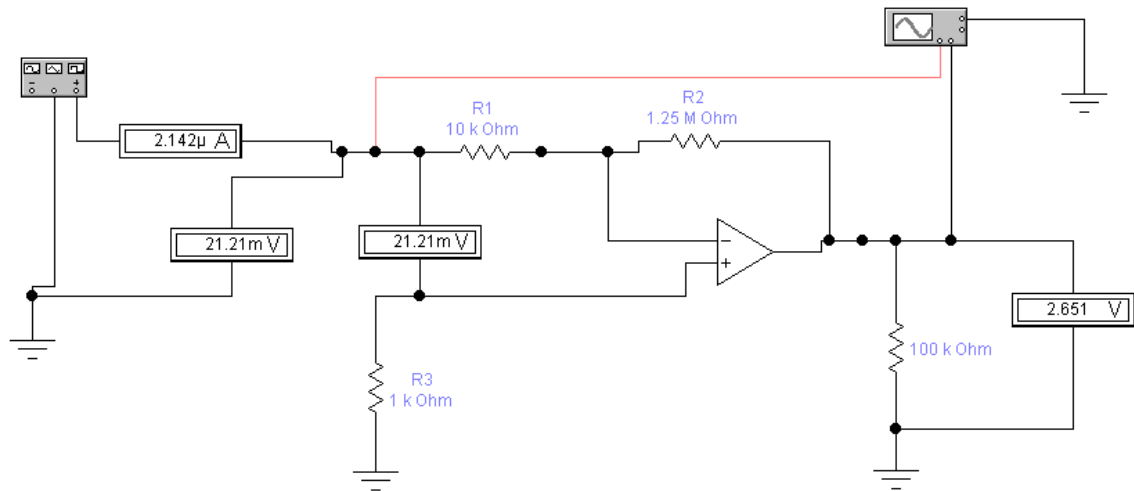 R1
10 k Ohm
R2
1.25 M Ohm
2.142µ A
21.21m V
21.21m V
− +
−
+
2.651 V
R3
1 k Ohm
100 k Ohm